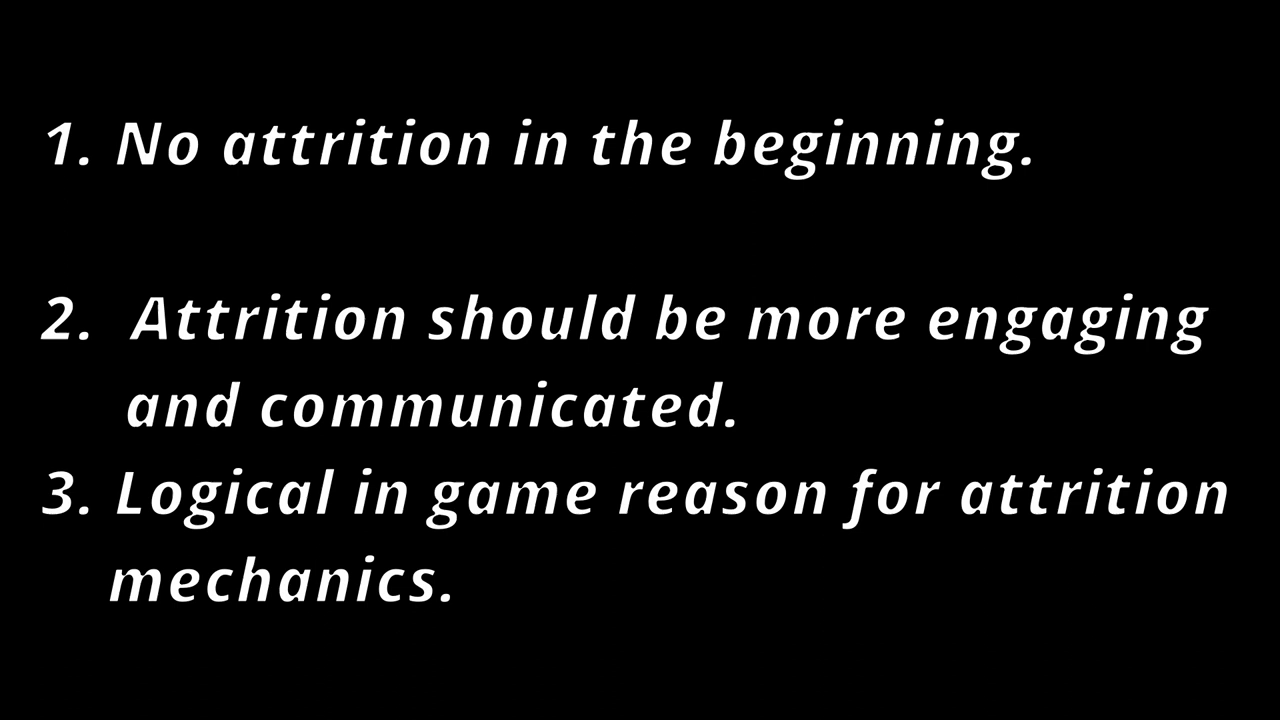 1. No attrition in the beginning.
2. Attrition should be more engaging
and communicated.
3. Logical in game reason for attrition
mechanics.